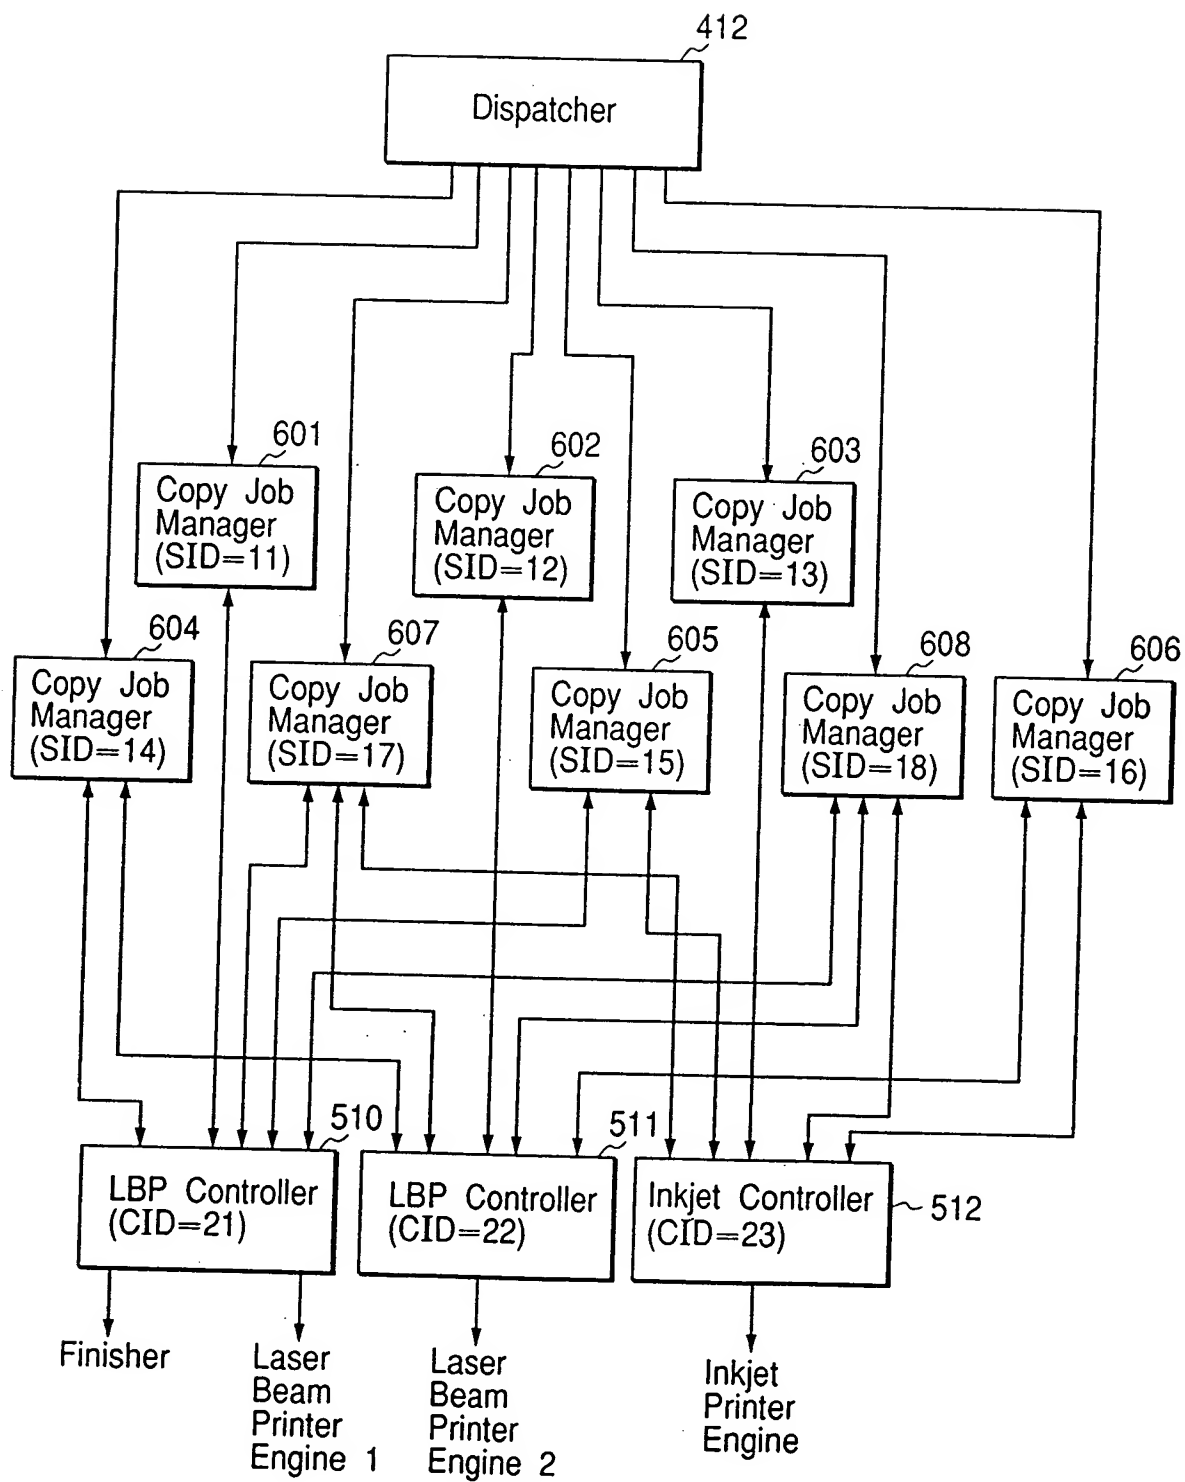 412
Dispatcher
601
Copy Job
Manager
(SID=11)
602
Copy Job
Manager
(SID=12)
603
Copy Job
Manager
(SID=13)
604
Copy Job
Manager
(SID=14)
607
Copy Job
Manager
(SID=17)
605
Copy Job
Manager
(SID=15)
608
Copy Job
Manager
(SID=18)
606
Copy Job
Manager
(SID=16)
510
LBP Controller
(CID=21)
511
LBP Controller
(CID=22)
512
Inkjet Controller
(CID=23)
Finisher
Laser
Beam
Printer
Engine 1
Laser
Beam
Printer
Engine 2
Inkjet
Printer
Engine